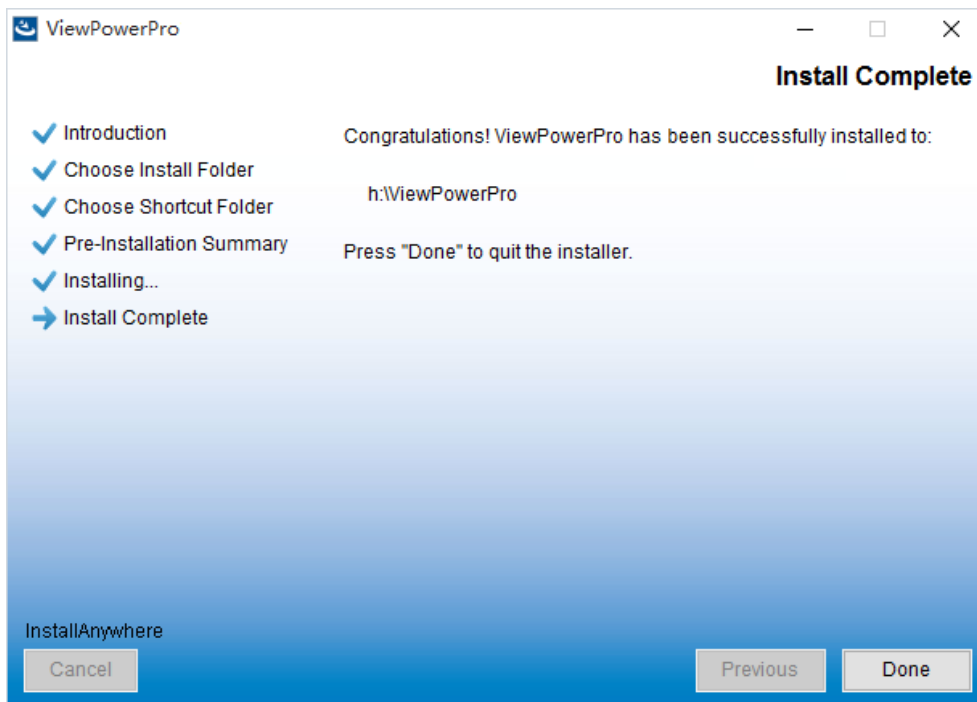 ViewPowerPro
Install Complete
Introduction
Choose Install Folder
Choose Shortcut Folder
Pre-Installation Summary
Installing...
Install Complete
Congratulations! ViewPowerPro has been successfully installed to:
h:\ViewPowerPro
Press "Done" to quit the installer.
InstallAnywhere
Cancel
Previous
Done